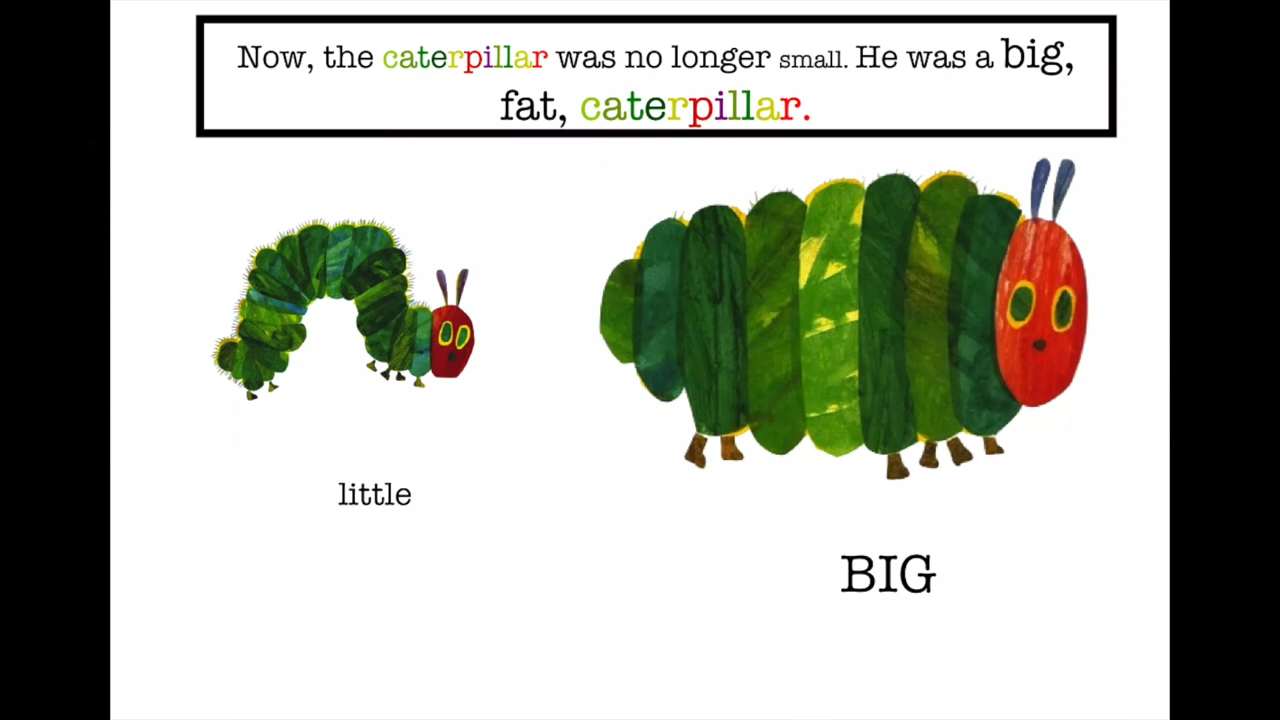 Now, the caterpillar was no longer small. He was a big,
fat, caterpillar.
little
BIG